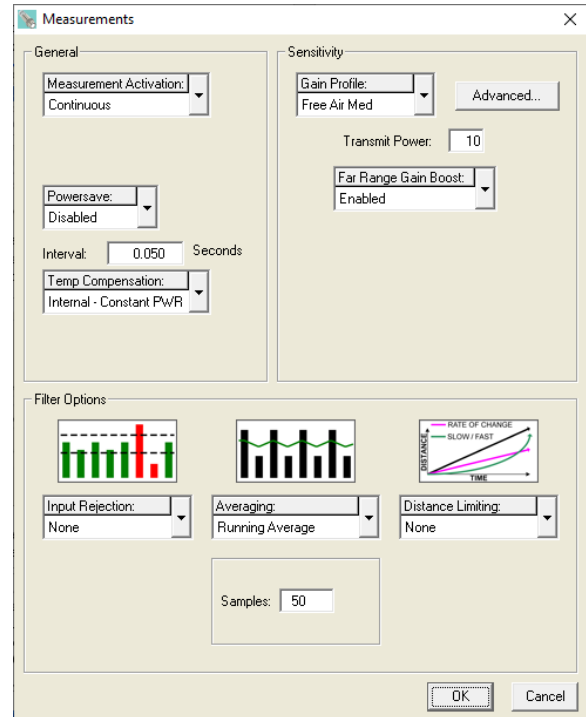 Measurements
General
Measurement Activation:
Continuous
Powersave:
Disabled
Interval: 0.050 Seconds
Temp Compensation:
Internal - Constant PWR
Sensitivity
Gain Profile:
Free Air Med
Advanced...
Transmit Power: 10
Far Range Gain Boost:
Enabled
Filter Options
RATE OF CHANGE
SLOW / FAST
DISTANCE
TIME
Input Rejection:
None
Averaging:
Running Average
Distance Limiting:
None
Samples: 50
OK
Cancel